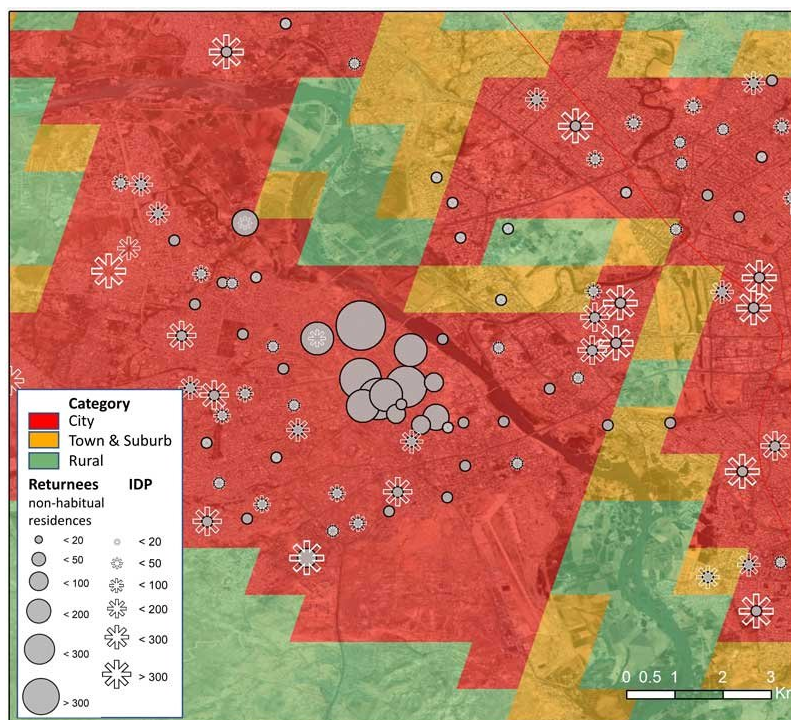 Category
City
Town & Suburb
Rural
Returnees IDP
non-habitual
residences
< 20 < 20
< 50 < 50
< 100 < 100
< 200 < 200
< 300 < 300
> 300 > 300
0 0.5 1 2 3
Km